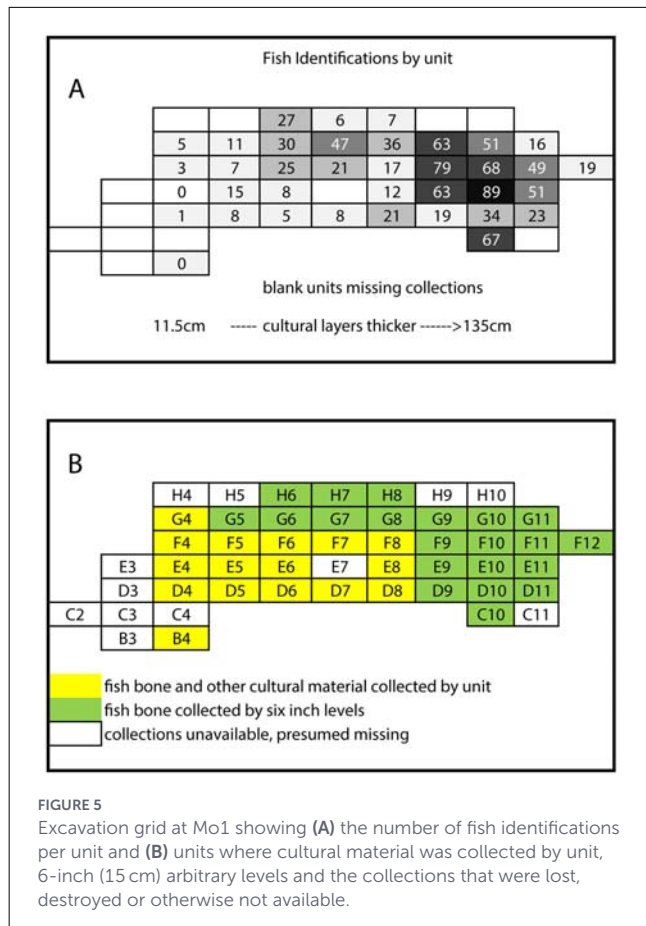 Fish Identifications by unit
A
27 6 7
5 11 30 47 36 63 51 16
3 7 25 21 17 79 68 49 19
0 15 8 12 63 89 51
1 8 5 8 21 19 34 23
67
0
blank units missing collections
11.5cm ----- cultural layers thicker ------>135cm
B
H4 H5 H6 H7 H8 H9 H10
G4 G5 G6 G7 G8 G9 G10 G11
F4 F5 F6 F7 F8 F9 F10 F11 F12
E3 E4 E5 E6 E7 E8 E9 E10 E11
D3 D4 D5 D6 D7 D8 D9 D10 D11
C2 C3 C4 C10 C11
B3 B4
fish bone and other cultural material collected by unit
fish bone collected by six inch levels
collections unavailable, presumed missing
FIGURE 5
Excavation grid at Mo1 showing (A) the number of fish identifications
per unit and (B) units where cultural material was collected by unit,
6-inch (15 cm) arbitrary levels and the collections that were lost,
destroyed or otherwise not available.